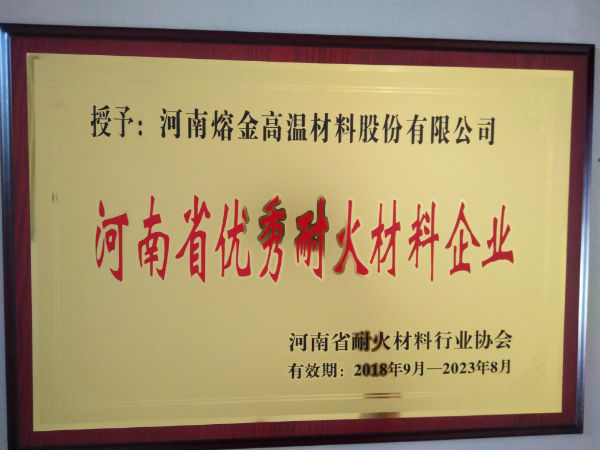 授予：河南熔金高温材料股份有限公司
河南省优秀耐火材料企业
河南省耐火材料行业协会
有效期：2018年9月—2023年8月